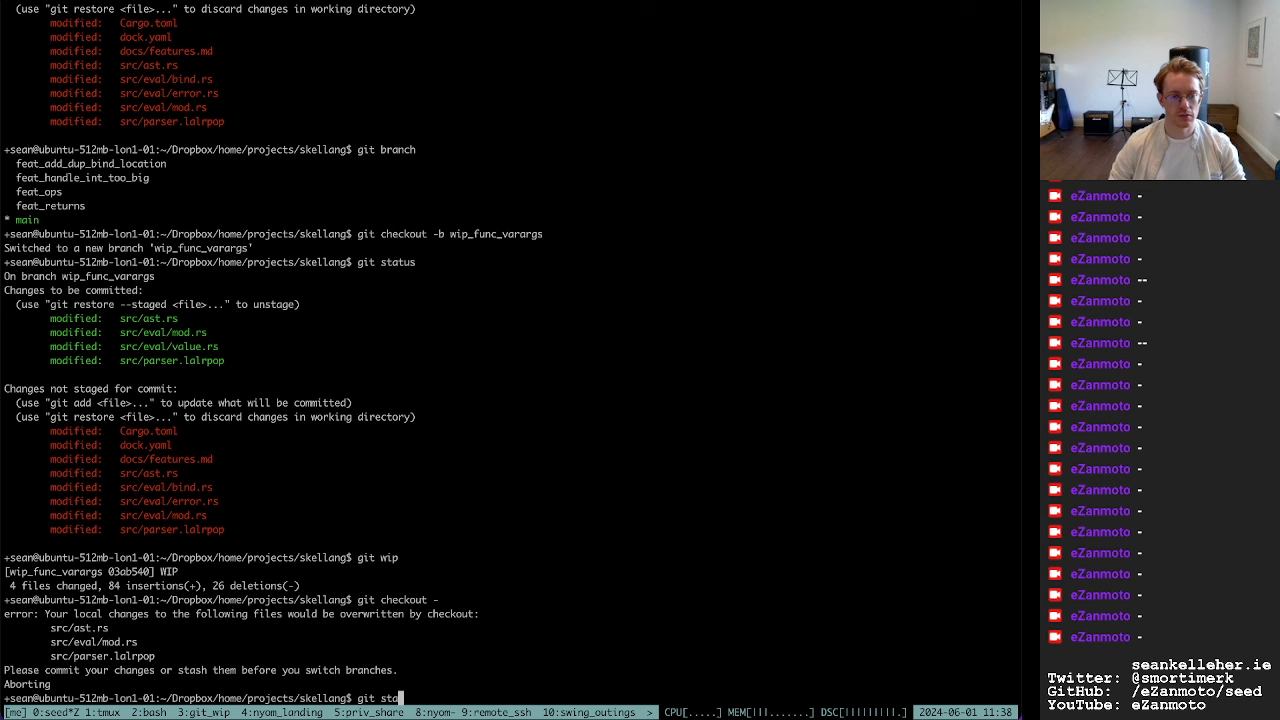 (use "git restore <file>..." to discard changes in working directory)
modified:   Cargo.toml
modified:   dock.yaml
modified:   docs/features.md
modified:   src/ast.rs
modified:   src/eval/bind.rs
modified:   src/eval/error.rs
modified:   src/eval/mod.rs
modified:   src/parser.lalrpop
+sean@ubuntu-512mb-lon1-01:~/Dropbox/home/projects/skellang$ git branch
feat_add_dup_bind_location
feat_handle_int_too_big
feat_ops
feat_returns
* main
+sean@ubuntu-512mb-lon1-01:~/Dropbox/home/projects/skellang$ git checkout -b wip_func_varargs
Switched to a new branch 'wip_func_varargs'
+sean@ubuntu-512mb-lon1-01:~/Dropbox/home/projects/skellang$ git status
On branch wip_func_varargs
Changes to be committed:
(use "git restore --staged <file>..." to unstage)
modified:   src/ast.rs
modified:   src/eval/mod.rs
modified:   src/eval/value.rs
modified:   src/parser.lalrpop
Changes not staged for commit:
(use "git add <file>..." to update what will be committed)
(use "git restore <file>..." to discard changes in working directory)
modified:   Cargo.toml
modified:   dock.yaml
modified:   docs/features.md
modified:   src/ast.rs
modified:   src/eval/bind.rs
modified:   src/eval/error.rs
modified:   src/eval/mod.rs
modified:   src/parser.lalrpop
+sean@ubuntu-512mb-lon1-01:~/Dropbox/home/projects/skellang$ git wip
[wip_func_varargs 03ab540] WIP
4 files changed, 84 insertions(+), 26 deletions(-)
+sean@ubuntu-512mb-lon1-01:~/Dropbox/home/projects/skellang$ git checkout -
error: Your local changes to the following files would be overwritten by checkout:
src/ast.rs
src/eval/mod.rs
src/parser.lalrpop
Please commit your changes or stash them before you switch branches.
Aborting
+sean@ubuntu-512mb-lon1-01:~/Dropbox/home/projects/skellang$ git sta
[me] 0:seed*Z 1:tmux  2:bash  3:git_wip  4:nyom_landing  5:priv_share  8:nyom- 9:remote_ssh  10:swing_outings  > CPU[.....] MEM[|||.......] DSC[|||||||||.] 2024-06-01 11:38
eZanmoto -
eZanmoto -
eZanmoto -
eZanmoto -
eZanmoto --
eZanmoto -
eZanmoto -
eZanmoto --
eZanmoto -
eZanmoto -
eZanmoto -
eZanmoto -
eZanmoto -
eZanmoto -
eZanmoto -
eZanmoto -
eZanmoto -
eZanmoto -
eZanmoto -
eZanmoto -
eZanmoto -
eZanmoto -
Website: seankelleher.ie
GitHub:  ezanmoto/seed
Twitter: smortonked